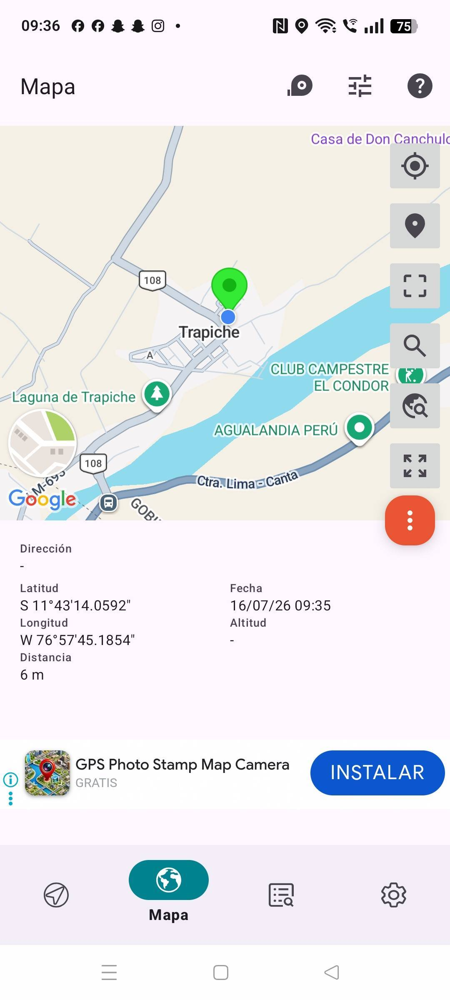 09:36
75
Mapa
Casa de Don Canchulo
108
Trapiche
A
CLUB CAMPESTRE
EL CONDOR
Laguna de Trapiche
AGUALANDIA PERÚ
108
Ctra. Lima - Canta
Google
Dirección
-
Latitud
S 11°43'14.0592"
Fecha
16/07/26 09:35
Longitud
W 76°57'45.1854"
Altitud
-
Distancia
6 m
GPS Photo Stamp Map Camera
GRATIS
INSTALAR
Mapa